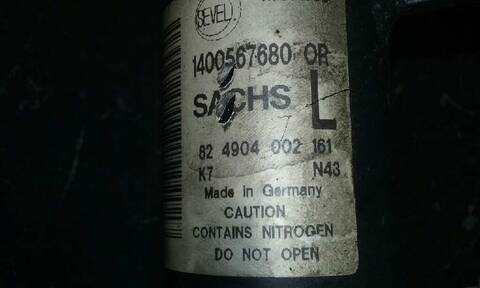 SEVEL
1400567680 OR
SACHS L
82 4904 002 161
K7 N43
Made in Germany
CAUTION
CONTAINS NITROGEN
DO NOT OPEN